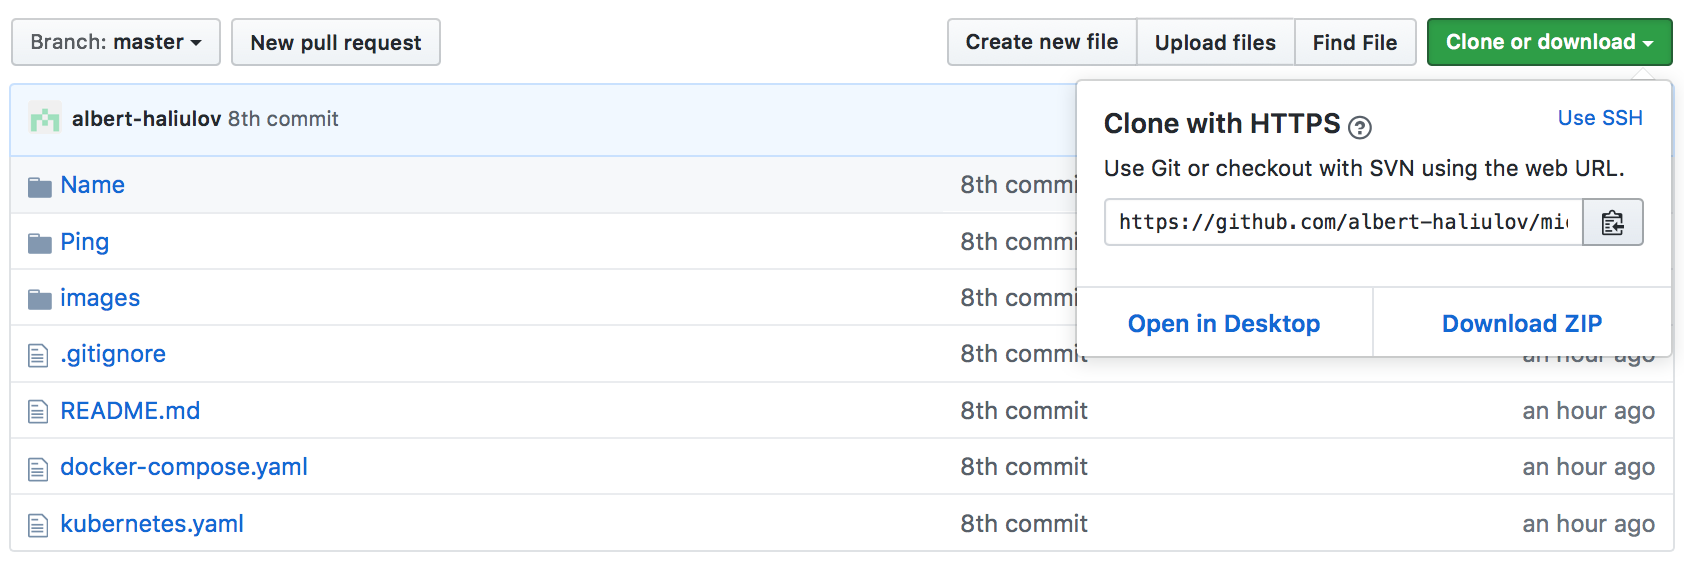 Branch: master
New pull request
Create new file
Upload files
Find File
Clone or download
albert-haliulov 8th commit
Clone with HTTPS ?
Use SSH
Use Git or checkout with SVN using the web URL.
https://github.com/albert-haliulov/mi
Open in Desktop
Download ZIP
Name 8th commi
Ping 8th commi
images 8th commi
.gitignore 8th commit an hour ago
README.md 8th commit an hour ago
docker-compose.yaml 8th commit an hour ago
kubernetes.yaml 8th commit an hour ago